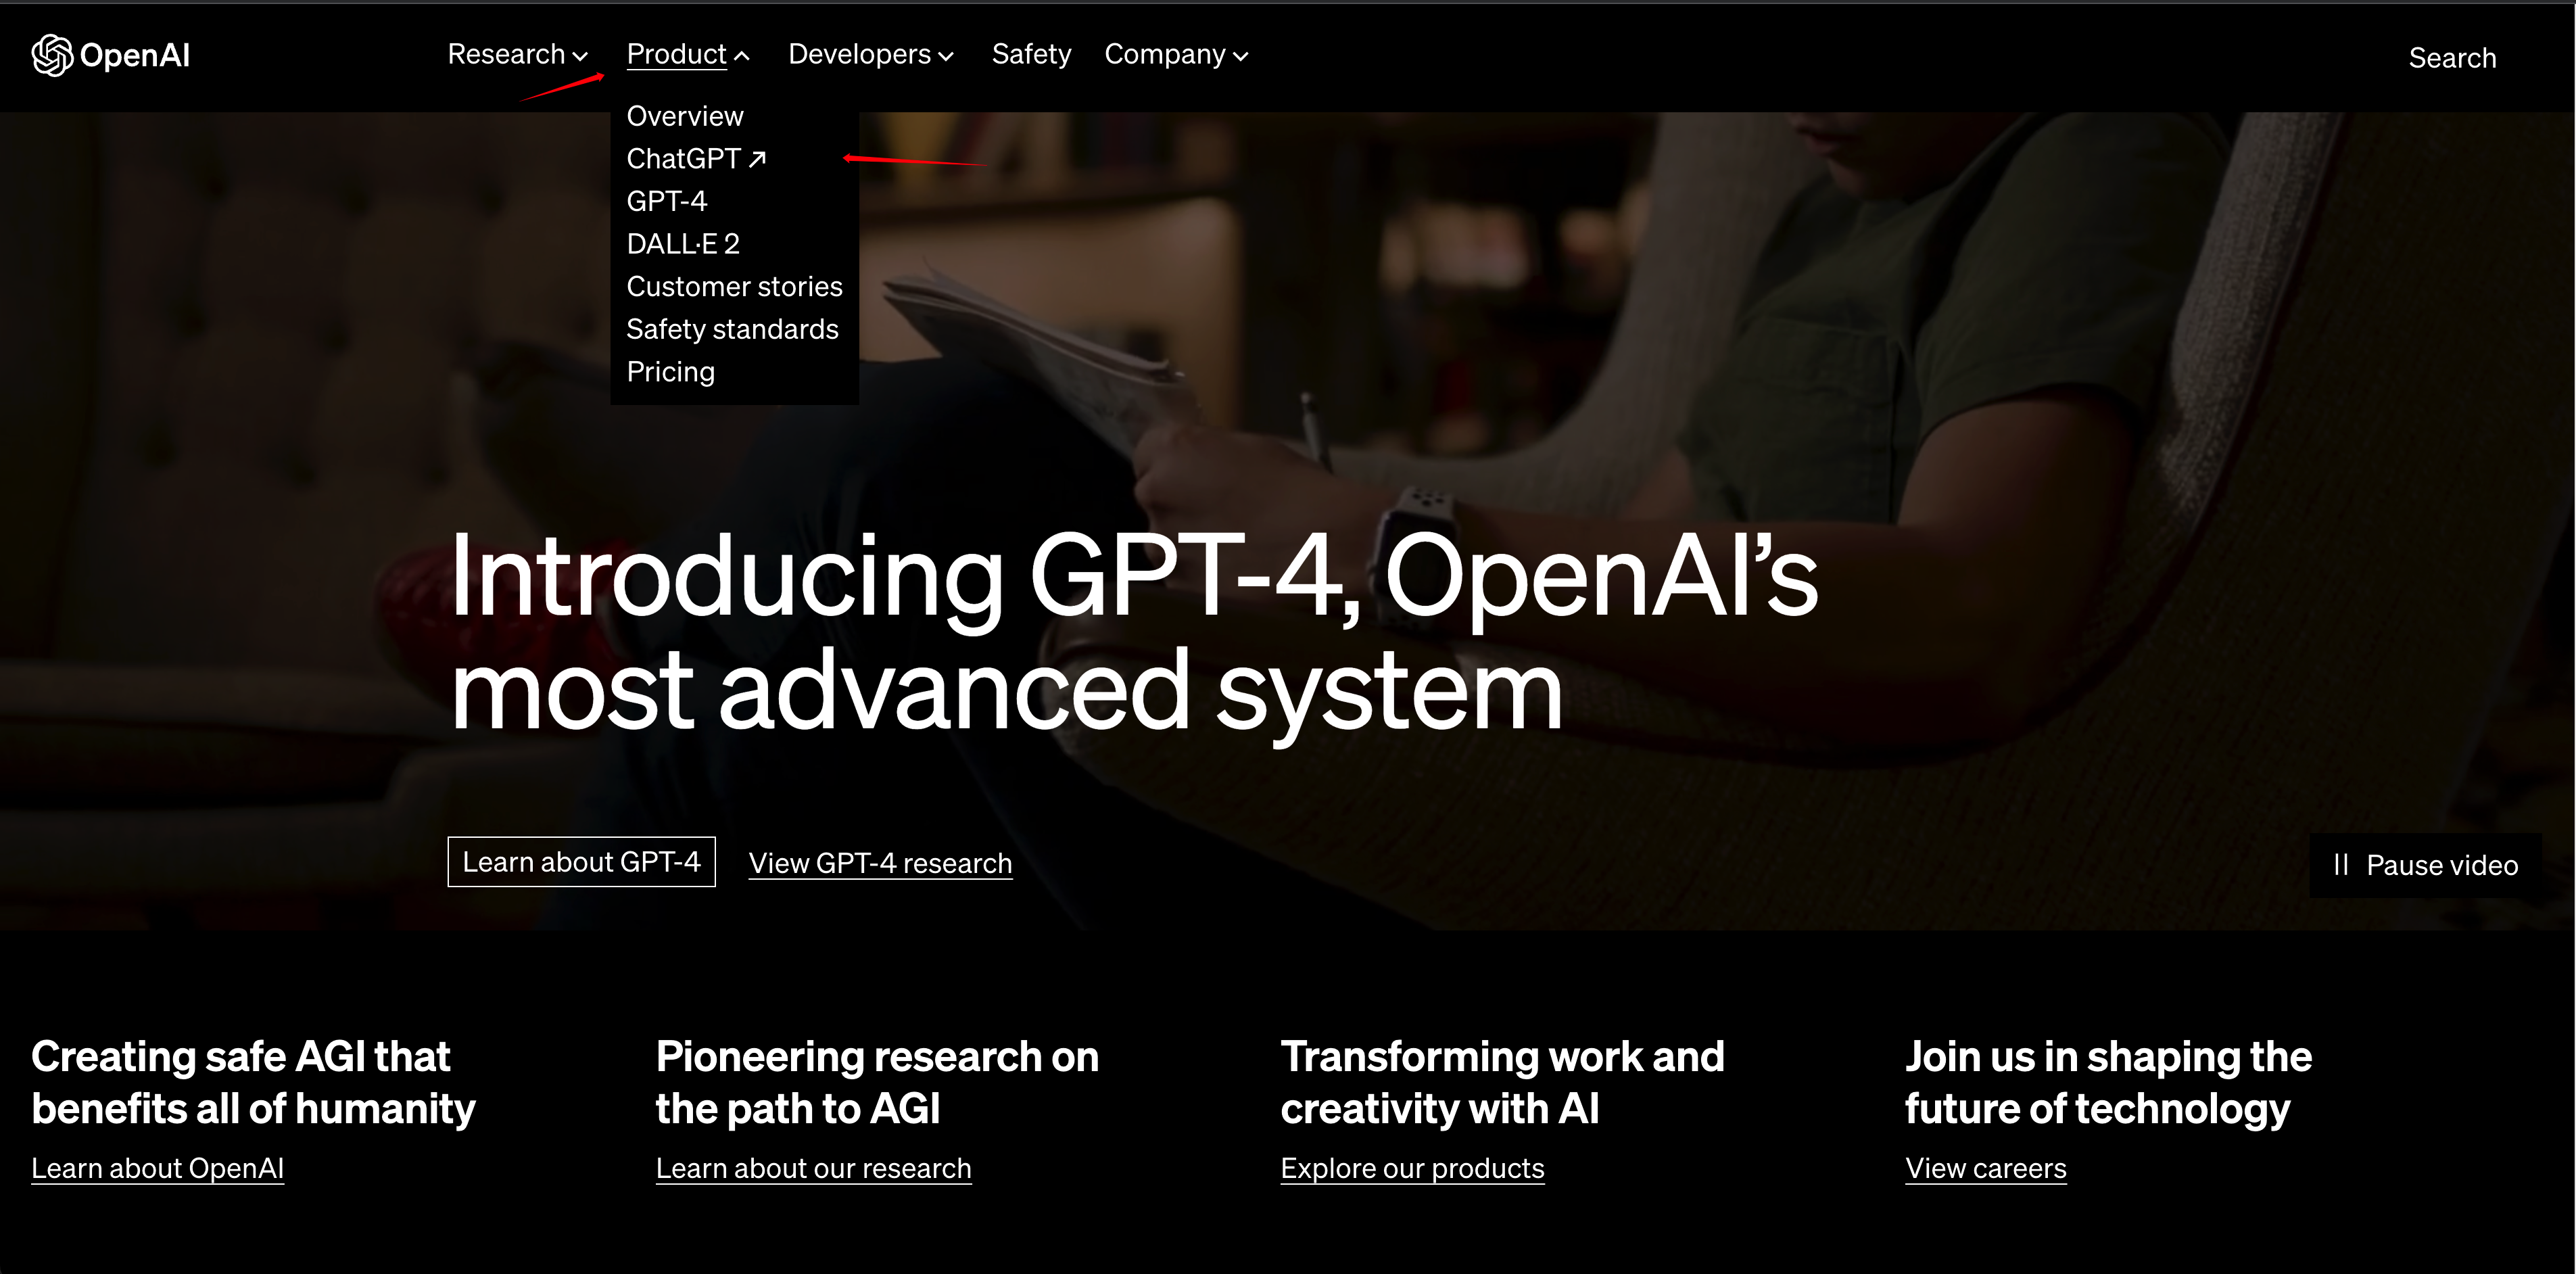 OpenAI
Research
Product
Developers
Safety
Company
Search
Overview
ChatGPT ↗
GPT-4
DALL·E 2
Customer stories
Safety standards
Pricing
Introducing GPT-4, OpenAI’s
most advanced system
Learn about GPT-4
View GPT-4 research
Pause video
Creating safe AGI that
benefits all of humanity
Learn about OpenAI
Pioneering research on
the path to AGI
Learn about our research
Transforming work and
creativity with AI
Explore our products
Join us in shaping the
future of technology
View careers